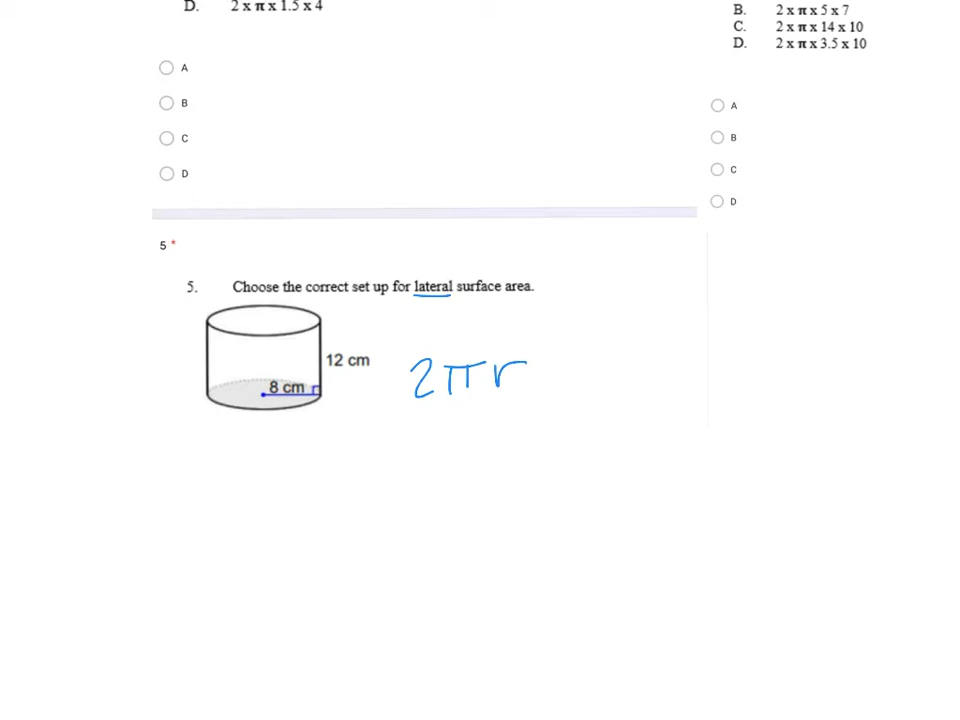 D. 2 x π x 1.5 x 4
A
B
C
D
B. 2 x π x 5 x 7
C. 2 x π x 14 x 10
D. 2 x π x 3.5 x 10
A
B
C
D
5 *
5. Choose the correct set up for lateral surface area.
12 cm
8 cm
2πr